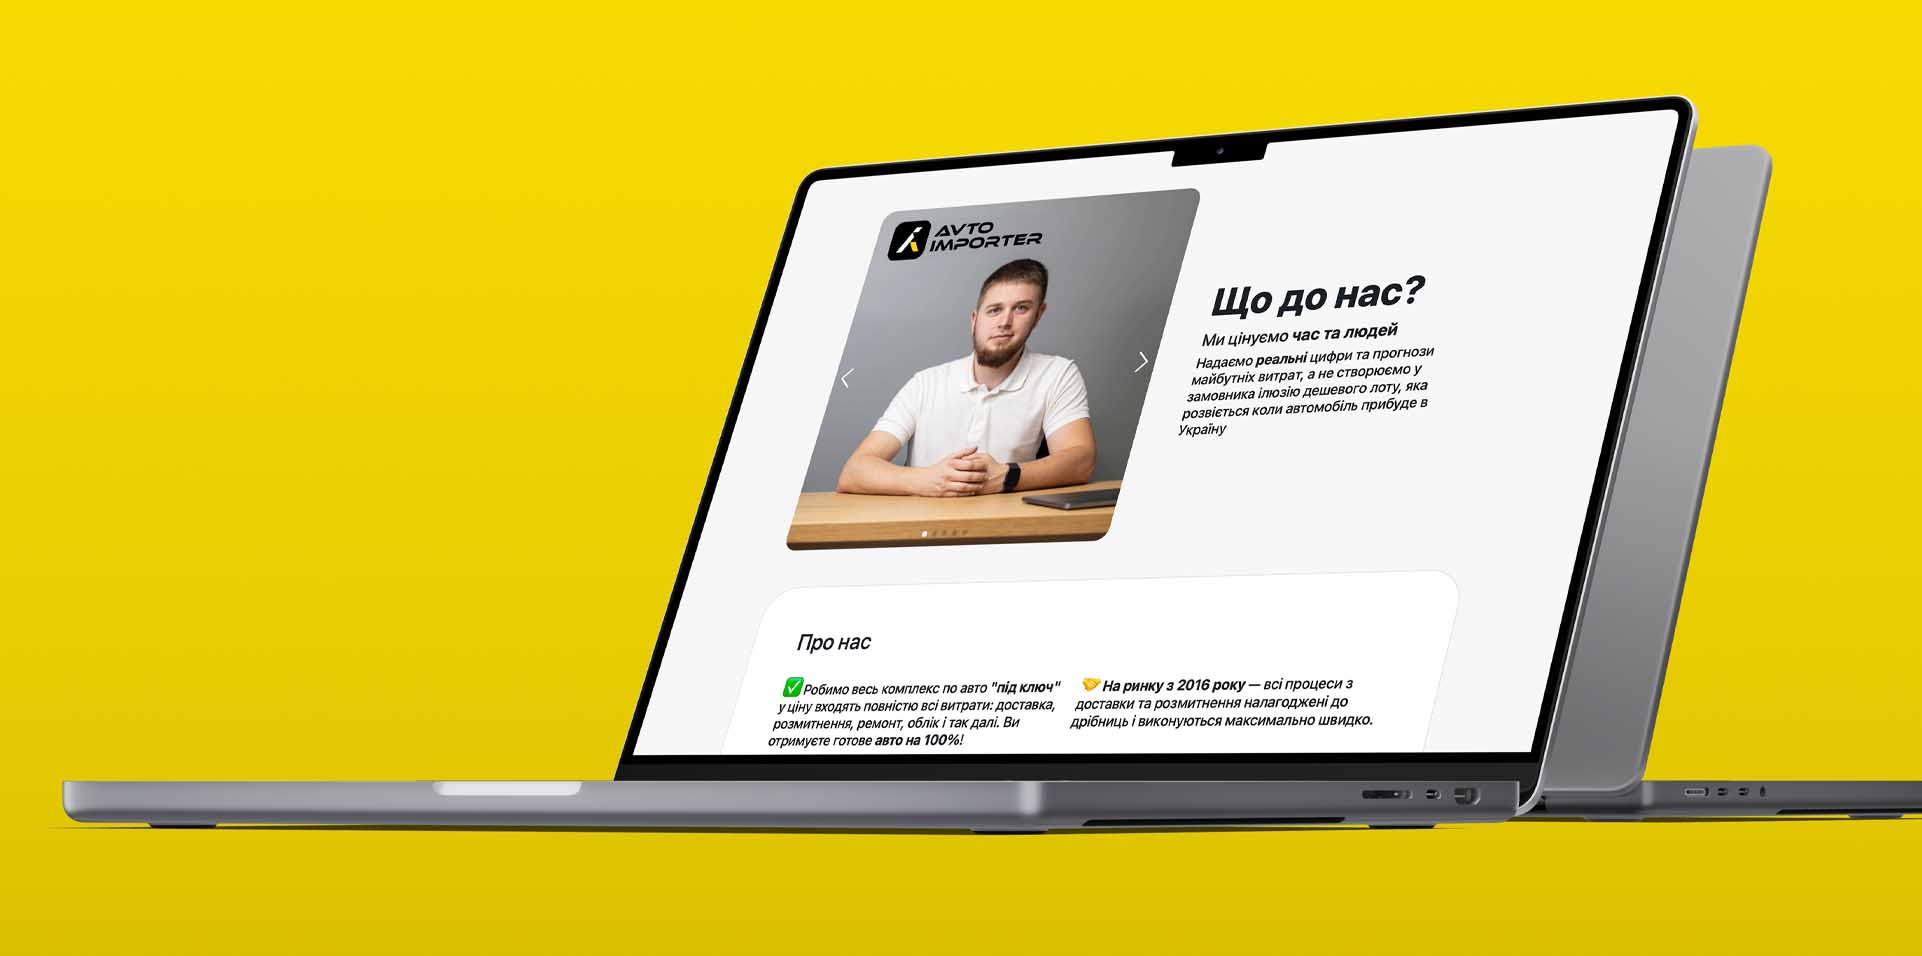 AVTO
IMPORTER
Що до нас?
Ми цінуємо час та людей
Надаємо реальні цифри та прогнози
майбутніх витрат, а не створюємо у
замовника ілюзію дешевого лоту, яка
розвіється коли автомобіль прибуде в
Україну
Про нас
✅Робимо весь комплекс по авто "під ключ"
у ціну входять повністю всі витрати: доставка,
розмитнення, ремонт, облік і так далі. Ви
отримуєте готове авто на 100%!
🤝На ринку з 2016 року — всі процеси з
доставки та розмитнення налагоджені до
дрібниць і виконуються максимально швидко.